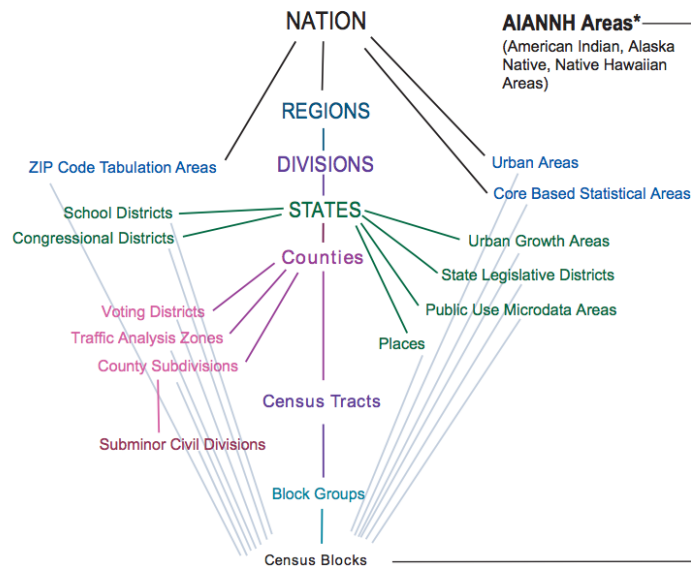 NATION
AIANNH Areas*
(American Indian, Alaska
Native, Native Hawaiian
Areas)
REGIONS
DIVISIONS
ZIP Code Tabulation Areas
Urban Areas
Core Based Statistical Areas
STATES
School Districts
Congressional Districts
Urban Growth Areas
Counties
State Legislative Districts
Voting Districts
Public Use Microdata Areas
Traffic Analysis Zones
Places
County Subdivisions
Census Tracts
Subminor Civil Divisions
Block Groups
Census Blocks